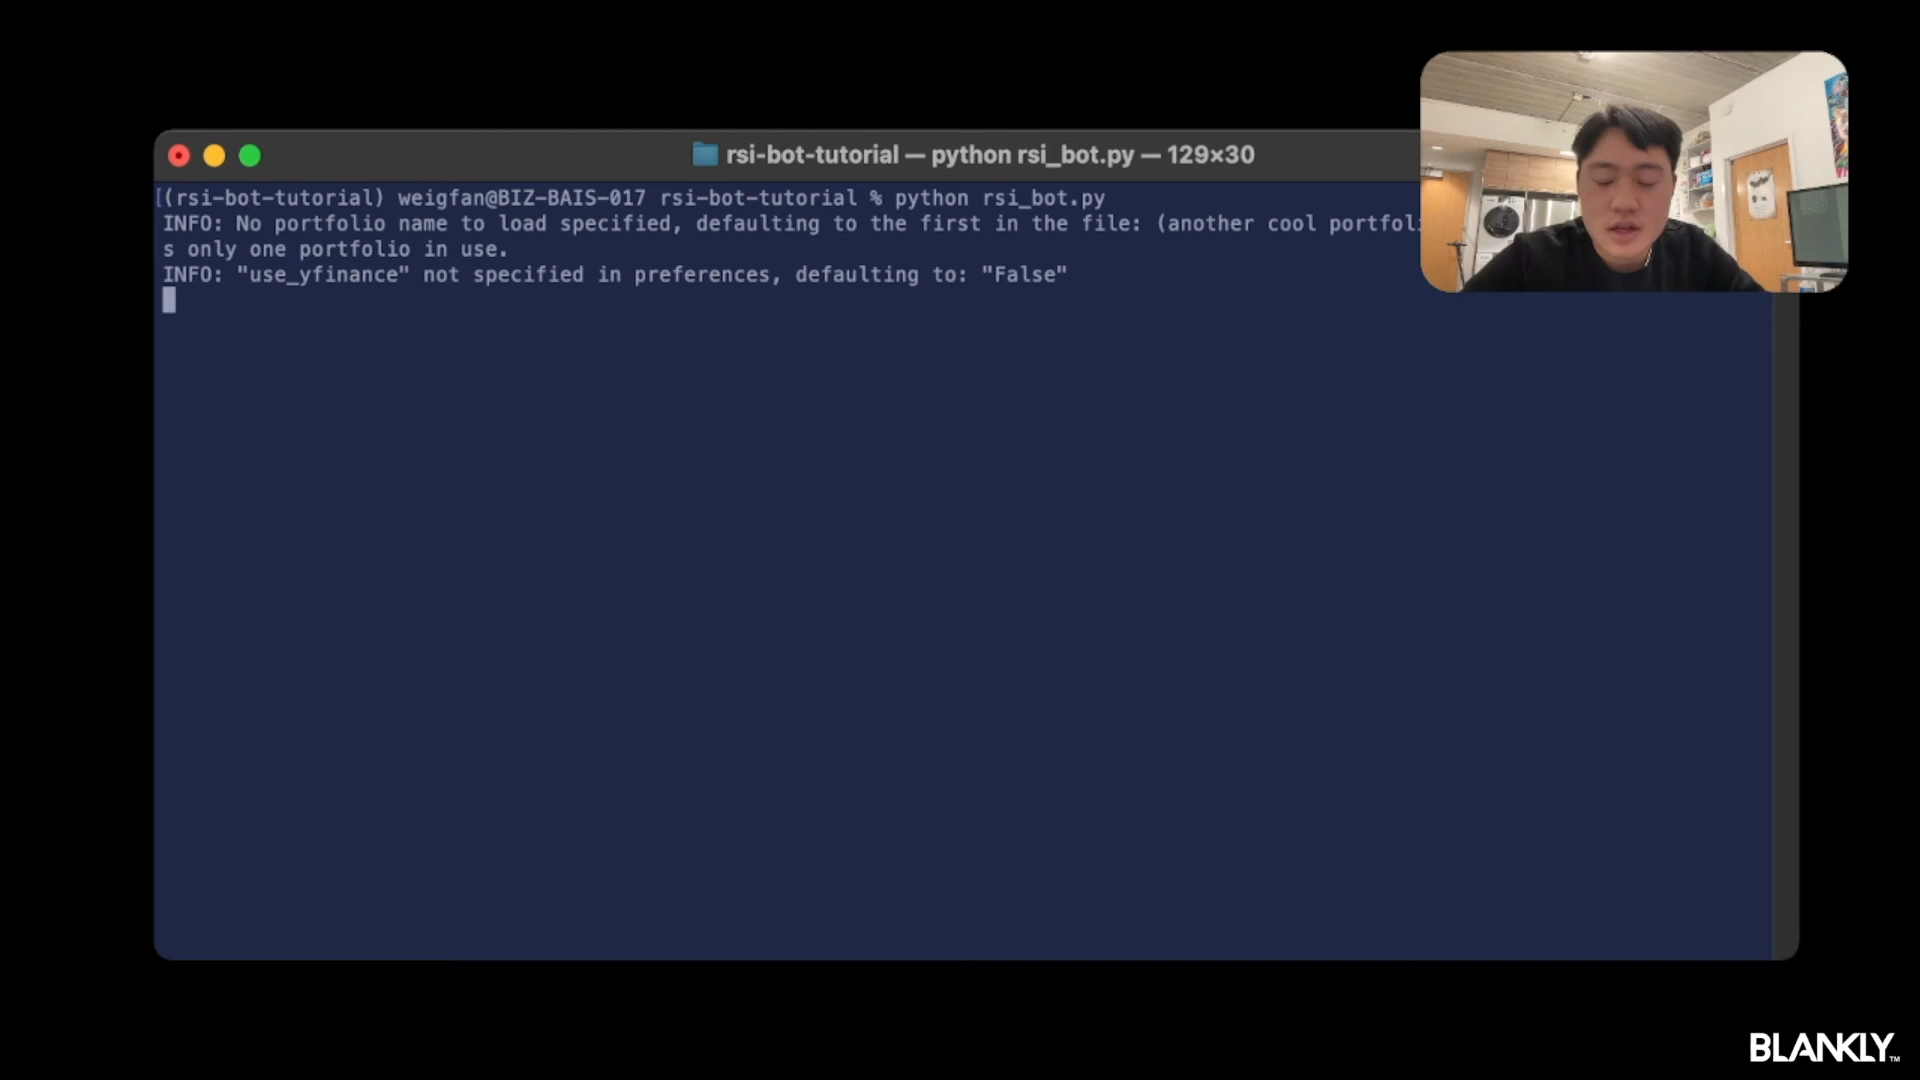 rsi-bot-tutorial — python rsi_bot.py — 129×30
[(rsi-bot-tutorial) weigfan@BIZ-BAIS-017 rsi-bot-tutorial % python rsi_bot.py
INFO: No portfolio name to load specified, defaulting to the first in the file: (another cool portfoli
s only one portfolio in use.
INFO: "use_yfinance" not specified in preferences, defaulting to: "False"
BLANKLY™